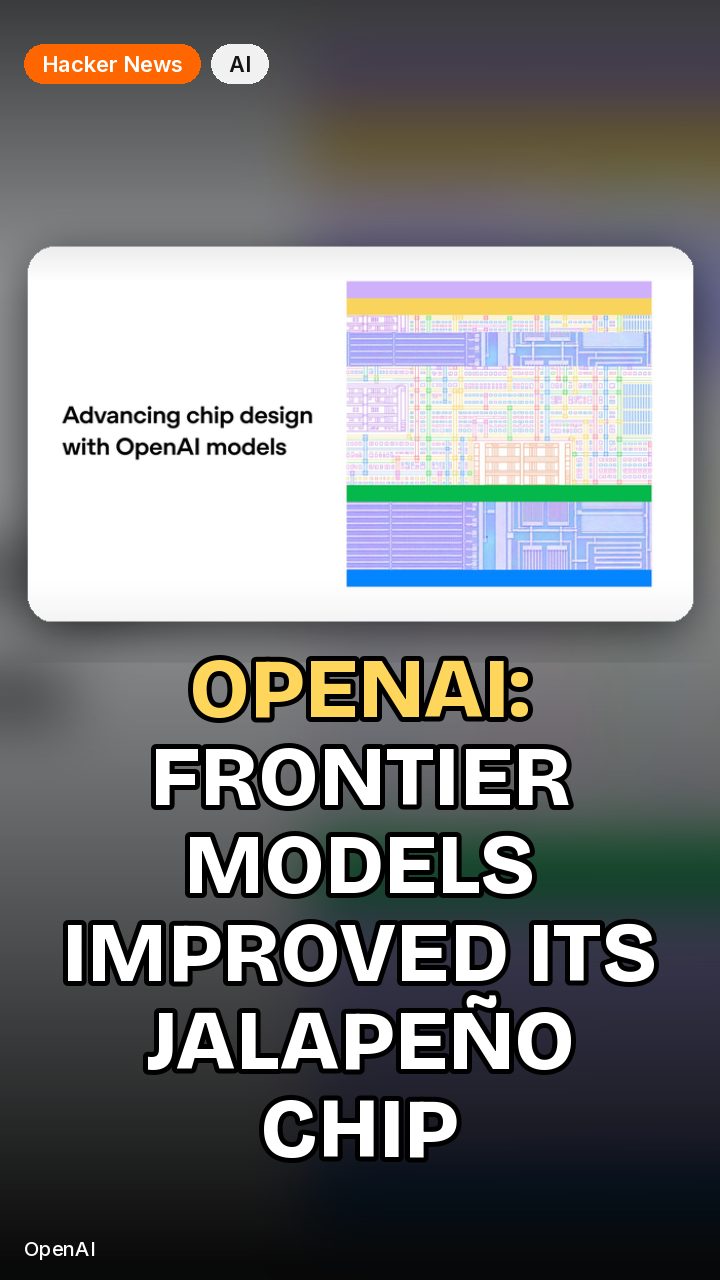 Hacker News
AI
Advancing chip design
with OpenAI models
OPENAI:
FRONTIER
MODELS
IMPROVED ITS
JALAPEÑO
CHIP
OpenAI